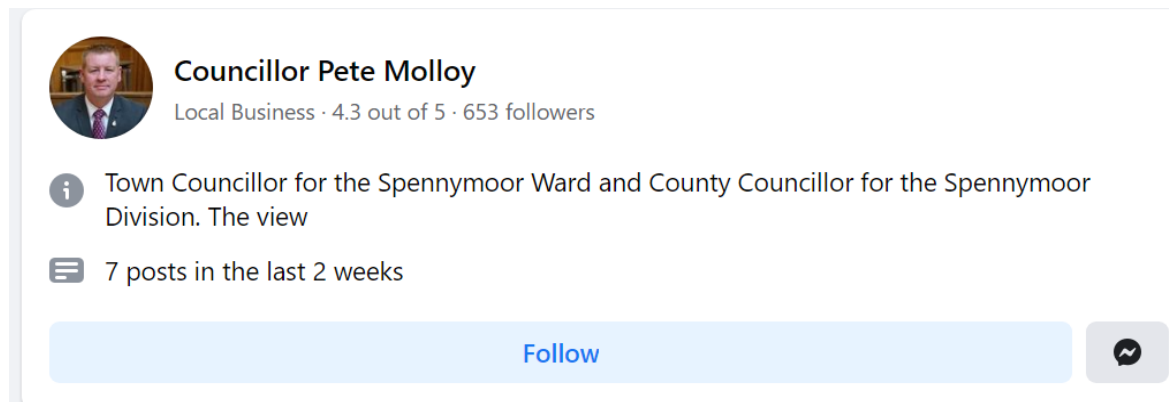 Councillor Pete Molloy
Local Business · 4.3 out of 5 · 653 followers
Town Councillor for the Spennymoor Ward and County Councillor for the Spennymoor
Division. The view
7 posts in the last 2 weeks
Follow